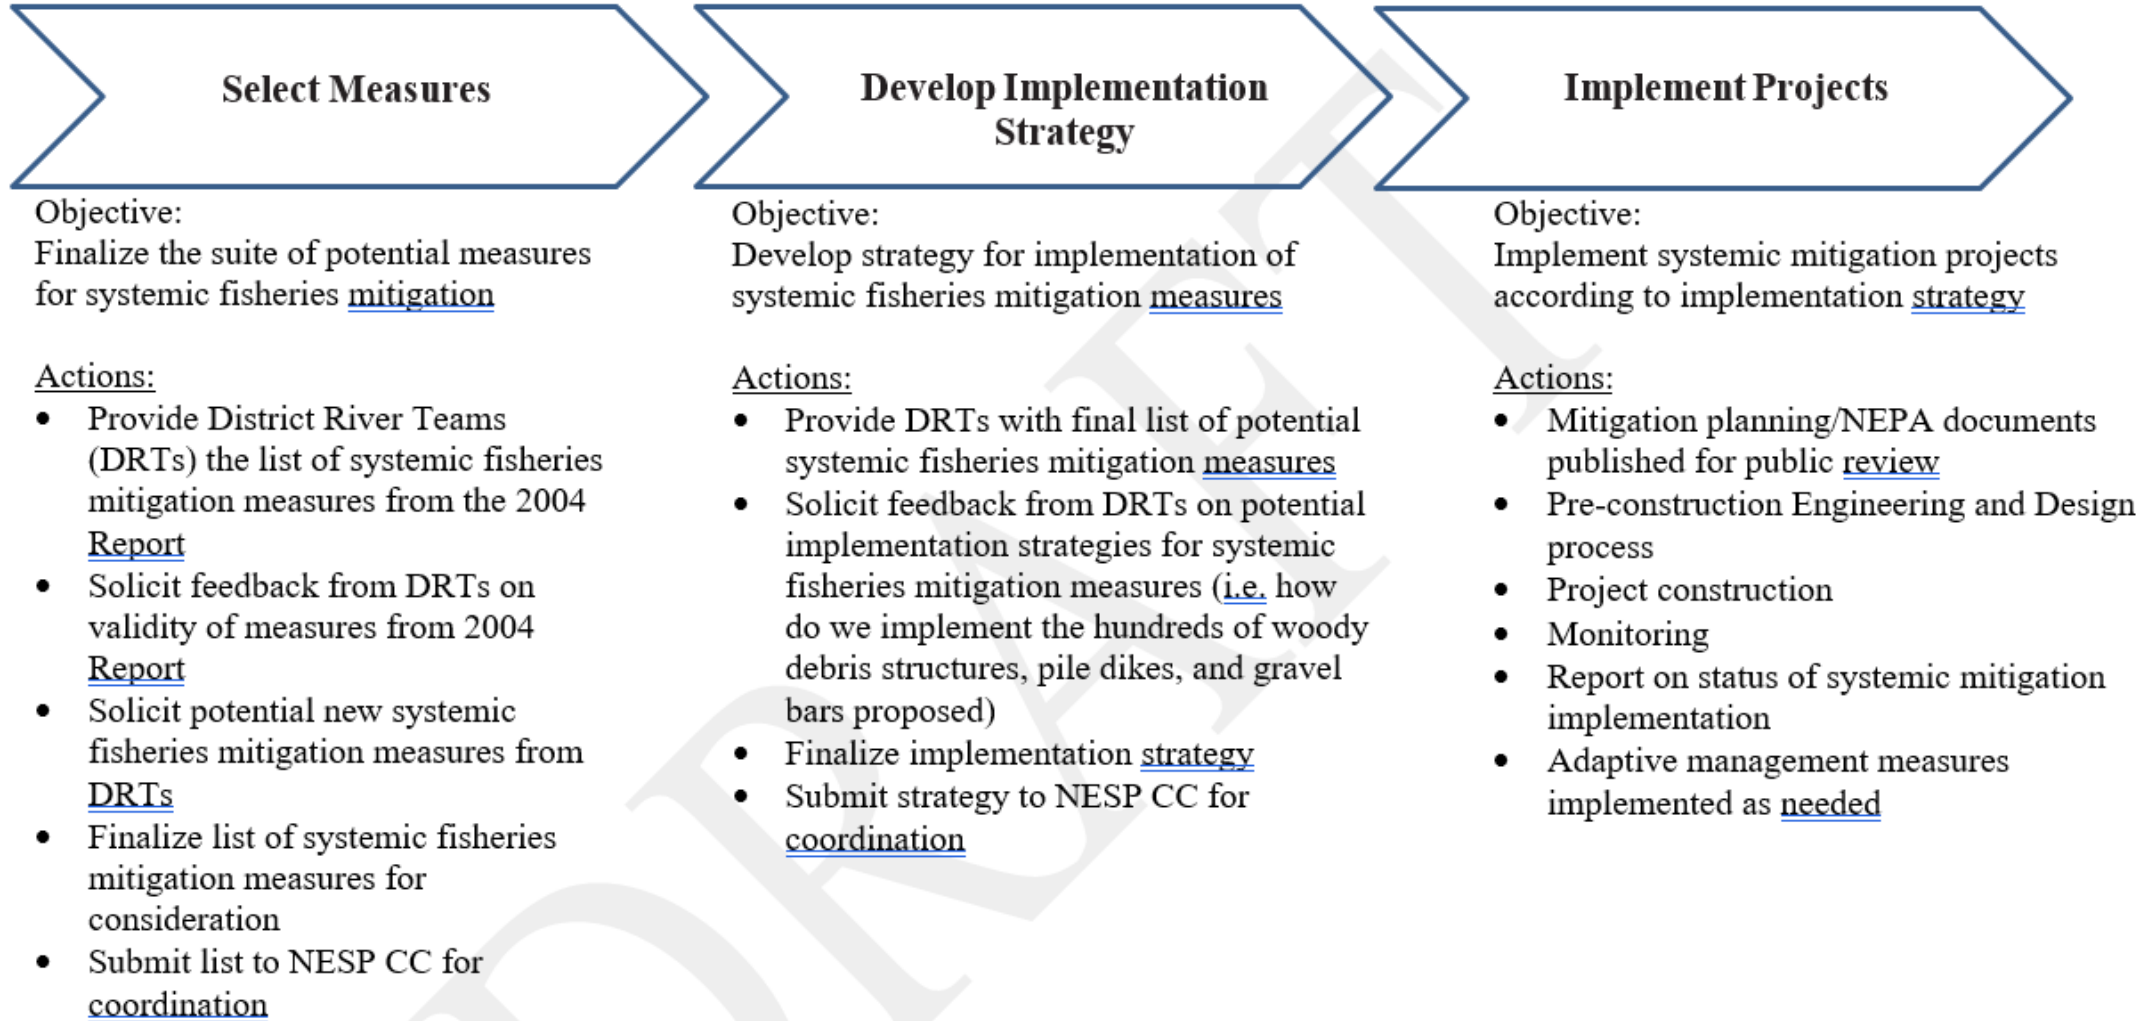 Select Measures
Objective:
Finalize the suite of potential measures
for systemic fisheries mitigation
Actions:
• Provide District River Teams
(DRTs) the list of systemic fisheries
mitigation measures from the 2004
Report
• Solicit feedback from DRTs on
validity of measures from 2004
Report
• Solicit potential new systemic
fisheries mitigation measures from
DRTs
• Finalize list of systemic fisheries
mitigation measures for
consideration
• Submit list to NESP CC for
coordination
Develop Implementation
Strategy
Objective:
Develop strategy for implementation of
systemic fisheries mitigation measures
Actions:
• Provide DRTs with final list of potential
systemic fisheries mitigation measures
• Solicit feedback from DRTs on potential
implementation strategies for systemic
fisheries mitigation measures (i.e. how
do we implement the hundreds of woody
debris structures, pile dikes, and gravel
bars proposed)
• Finalize implementation strategy
• Submit strategy to NESP CC for
coordination
Implement Projects
Objective:
Implement systemic mitigation projects
according to implementation strategy
Actions:
• Mitigation planning/NEPA documents
published for public review
• Pre-construction Engineering and Design
process
• Project construction
• Monitoring
• Report on status of systemic mitigation
implementation
• Adaptive management measures
implemented as needed
DRAFT